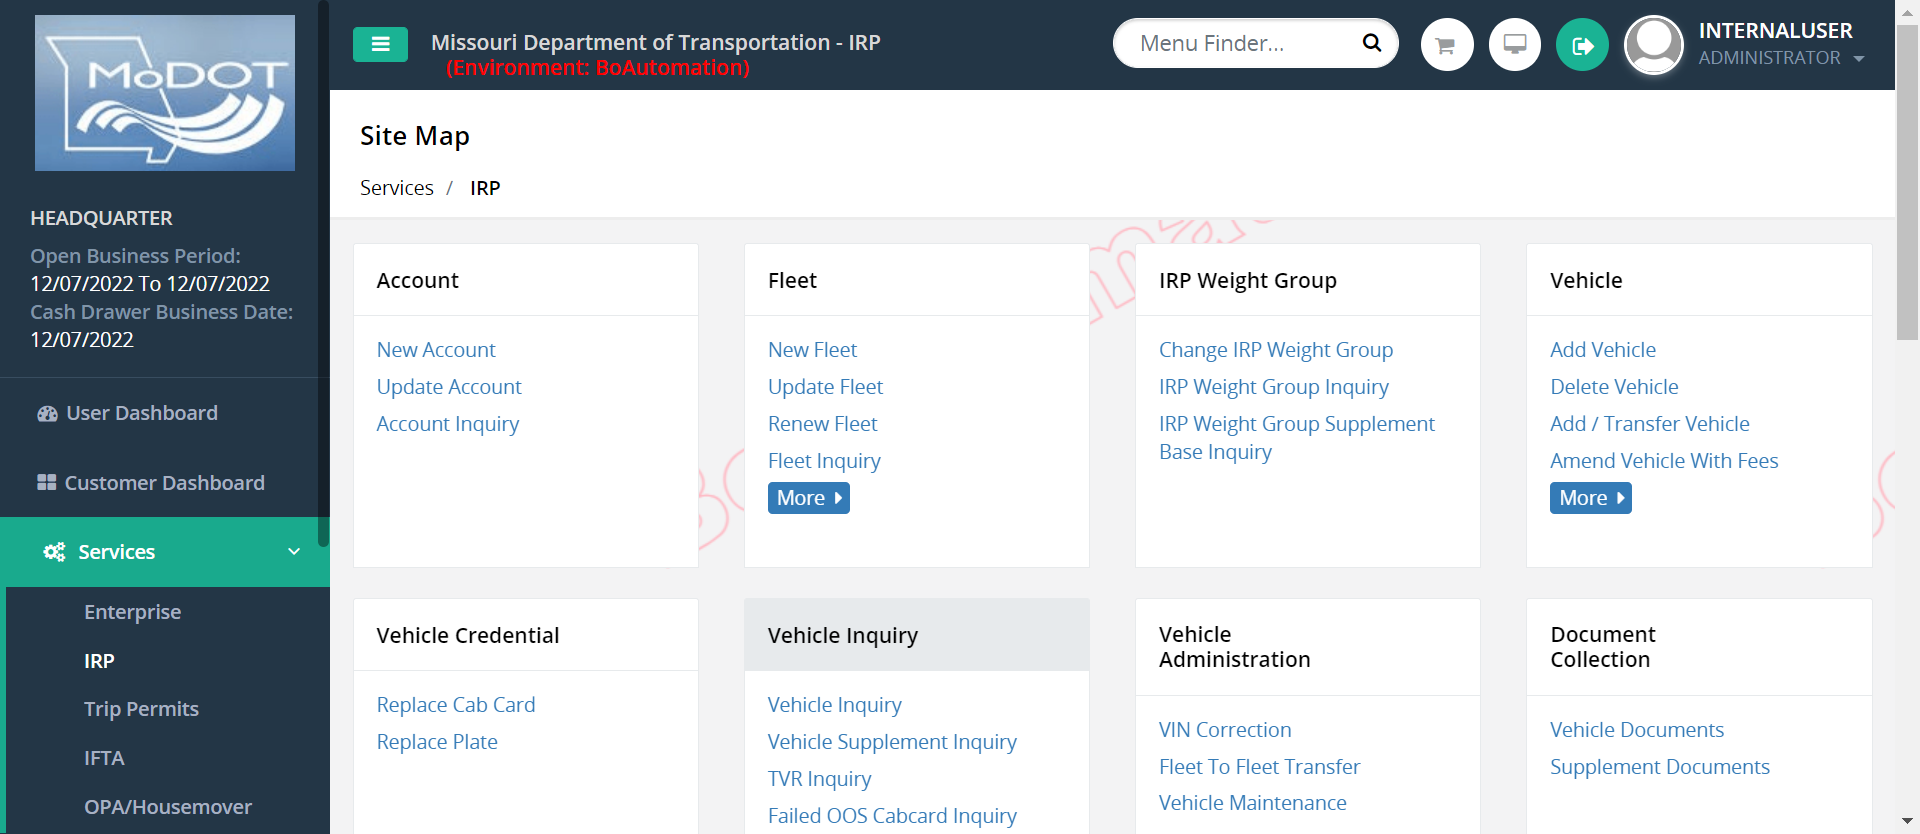 MoDOT
HEADQUARTER
Open Business Period:
12/07/2022 To 12/07/2022
Cash Drawer Business Date:
12/07/2022
User Dashboard
Customer Dashboard
Services
Enterprise
IRP
Trip Permits
IFTA
OPA/Housemover
Missouri Department of Transportation - IRP
(Environment: BoAutomation)
Menu Finder...
INTERNALUSER
ADMINISTRATOR
Site Map
Services / IRP
Account
New Account
Update Account
Account Inquiry
Fleet
New Fleet
Update Fleet
Renew Fleet
Fleet Inquiry
More
IRP Weight Group
Change IRP Weight Group
IRP Weight Group Inquiry
IRP Weight Group Supplement
Base Inquiry
Vehicle
Add Vehicle
Delete Vehicle
Add / Transfer Vehicle
Amend Vehicle With Fees
More
Vehicle Credential
Replace Cab Card
Replace Plate
Vehicle Inquiry
Vehicle Inquiry
Vehicle Supplement Inquiry
TVR Inquiry
Failed OOS Cabcard Inquiry
Vehicle
Administration
VIN Correction
Fleet To Fleet Transfer
Vehicle Maintenance
Document
Collection
Vehicle Documents
Supplement Documents